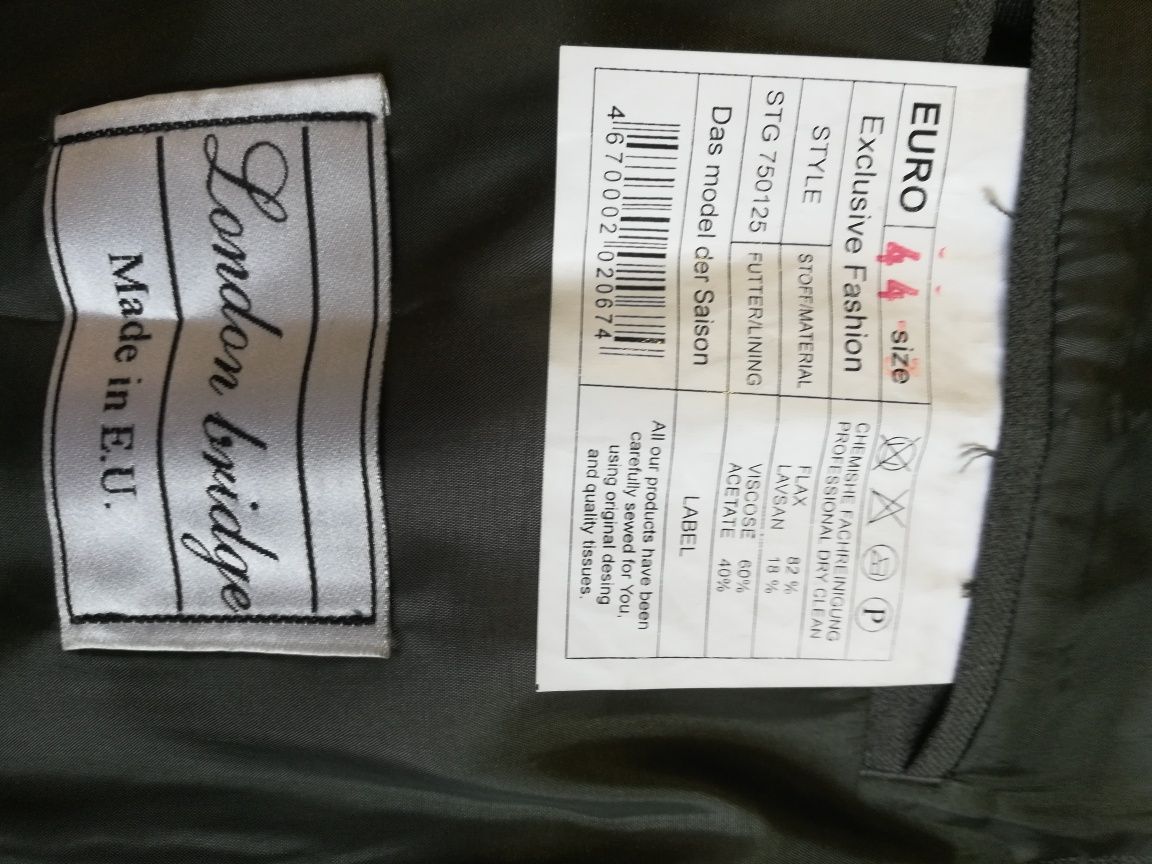 EURO 44 size
Exclusive Fashion
STYLE STOFF/MATERIAL
STG 750125 FUTTER/LINING
Das model der Saison
4 670002 020674
P
CHEMISHE FACHREINIGUNG
PROFESSIONAL DRY CLEAN
FLAX 82 %
LAVSAN 18 %
VISCOSE 60%
ACETATE 40%
LABEL
All our products have been
carefully sewed for You,
using original desing
and quality tissues.
London bridge
Made in E.U.